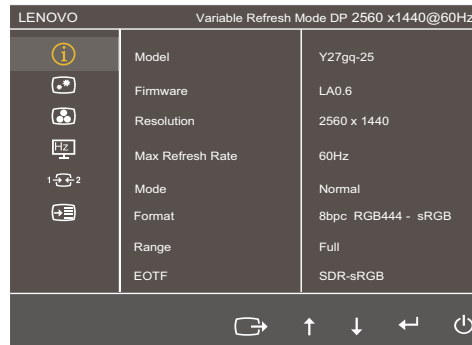 LENOVO Variable Refresh Mode DP 2560 x1440@60Hz
Model Y27gq-25
Firmware LA0.6
Resolution 2560 x 1440
Hz
Max Refresh Rate 60Hz
1 2
Mode Normal
Format 8bpc RGB444 - sRGB
Range Full
EOTF SDR-sRGB